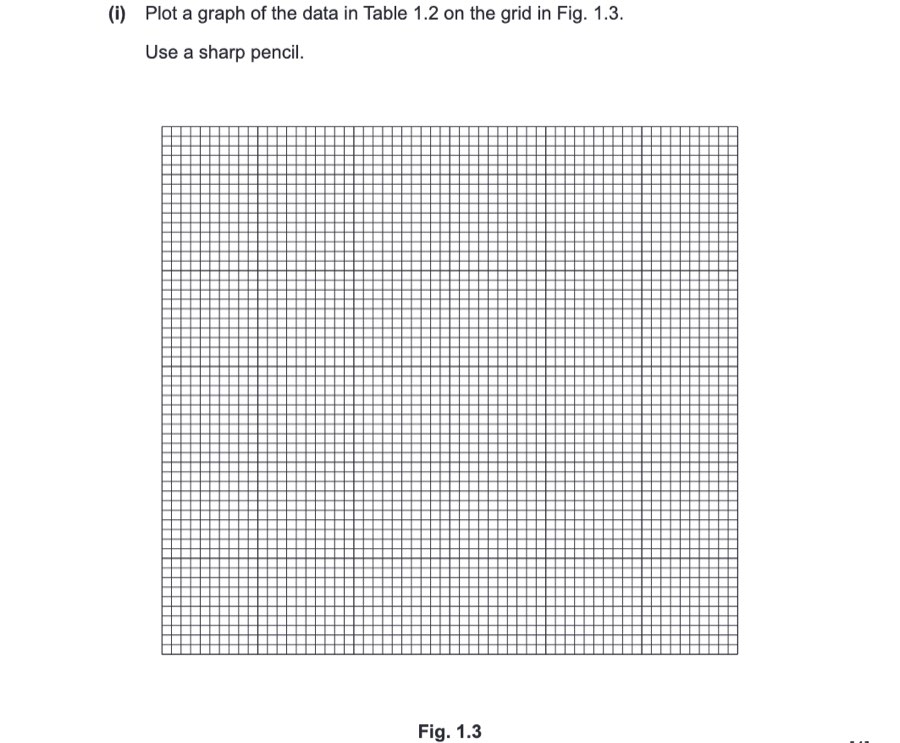 (i) Plot a graph of the data in Table 1.2 on the grid in Fig. 1.3.
Use a sharp pencil.
Fig. 1.3